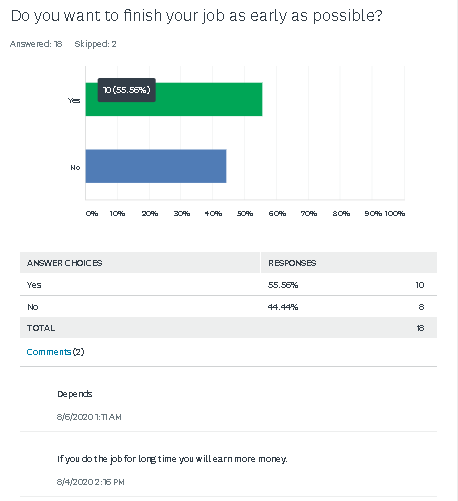 Do you want to finish your job as early as possible?
Answered: 18 Skipped: 2
Yes
10 (55.56%)
No
0% 10% 20% 30% 40% 50% 60% 70% 80% 90% 100%
ANSWER CHOICES RESPONSES
Yes 55.56% 10
No 44.44% 8
TOTAL 18
Comments (2)
Depends
8/5/2020 1:11 AM
If you do the job for long time you will earn more money.
8/4/2020 2:16 PM